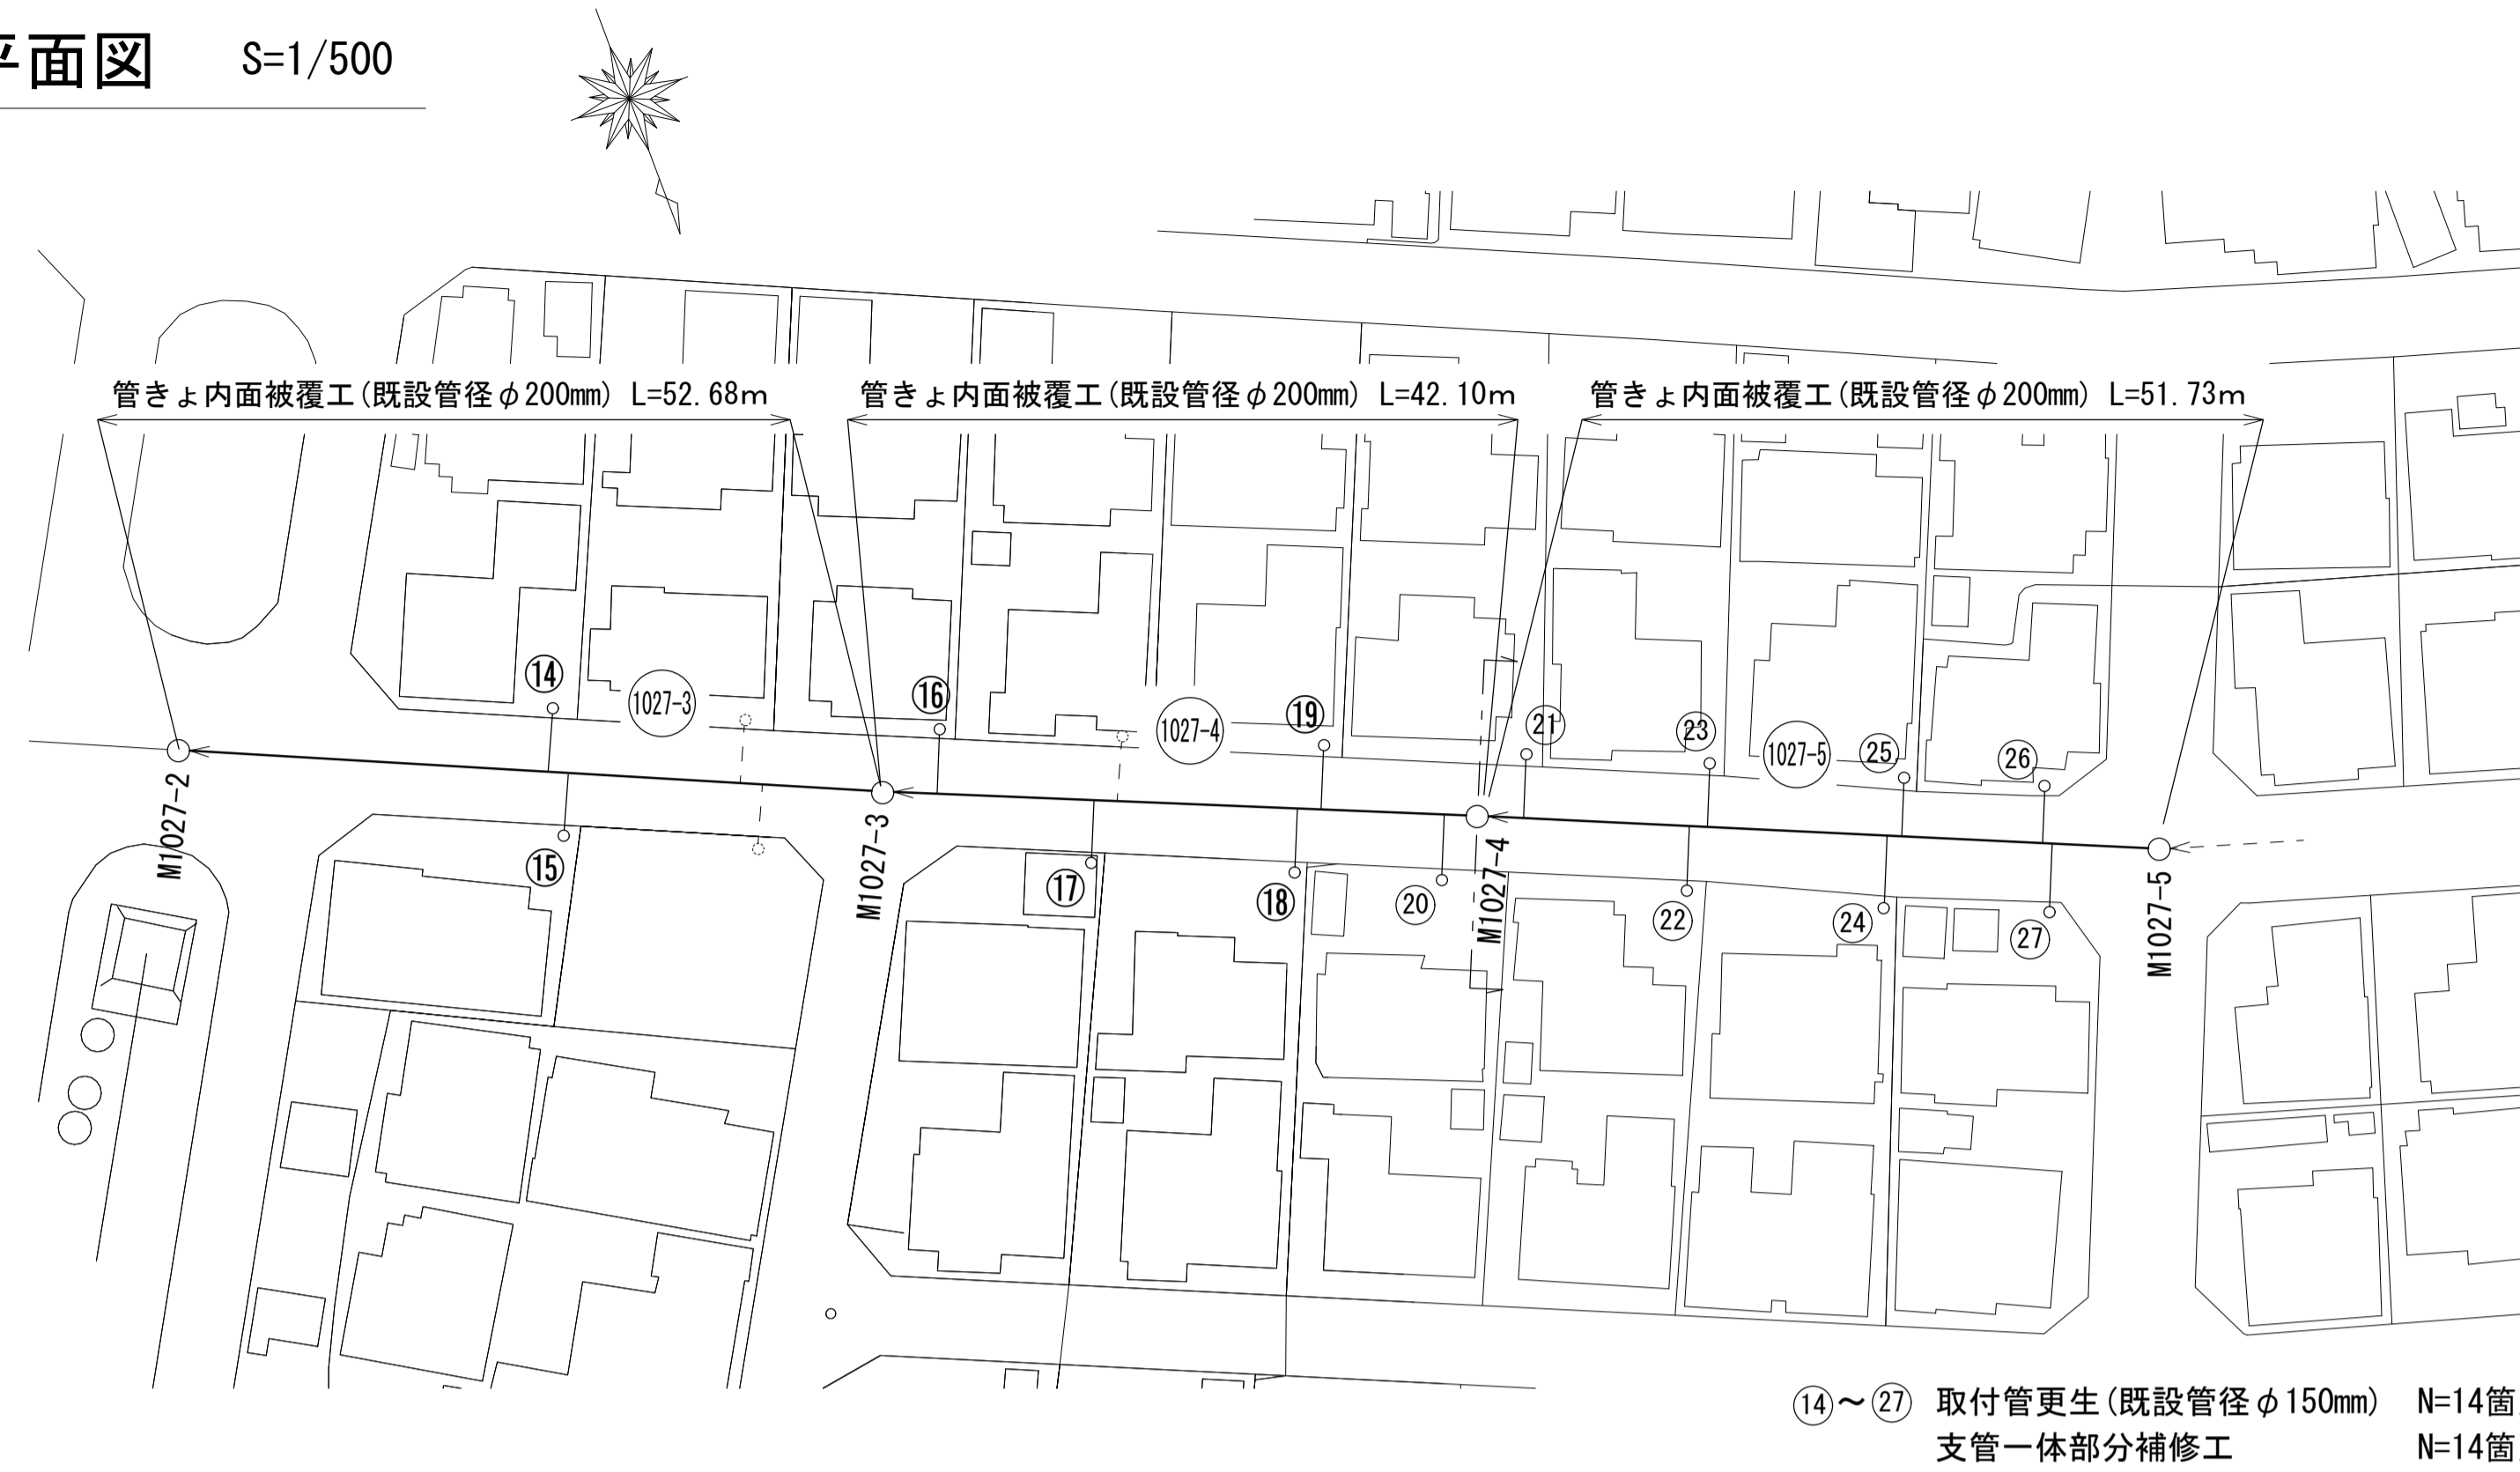 平面図 S=1/500
管きょ内面被覆工(既設管径φ200mm) L=52.68m
管きょ内面被覆工(既設管径φ200mm) L=42.10m
管きょ内面被覆工(既設管径φ200mm) L=51.73m
⑭
1027-3
⑯
1027-4
⑲
㉑
㉓
1027-5
㉕
㉖
M1027-2
M1027-3
M1027-4
M1027-5
⑮
⑰
⑱
⑳
㉒
㉔
㉗
⑭~㉗ 取付管更生(既設管径φ150mm) N=14箇
支管一体部分補修工 N=14箇